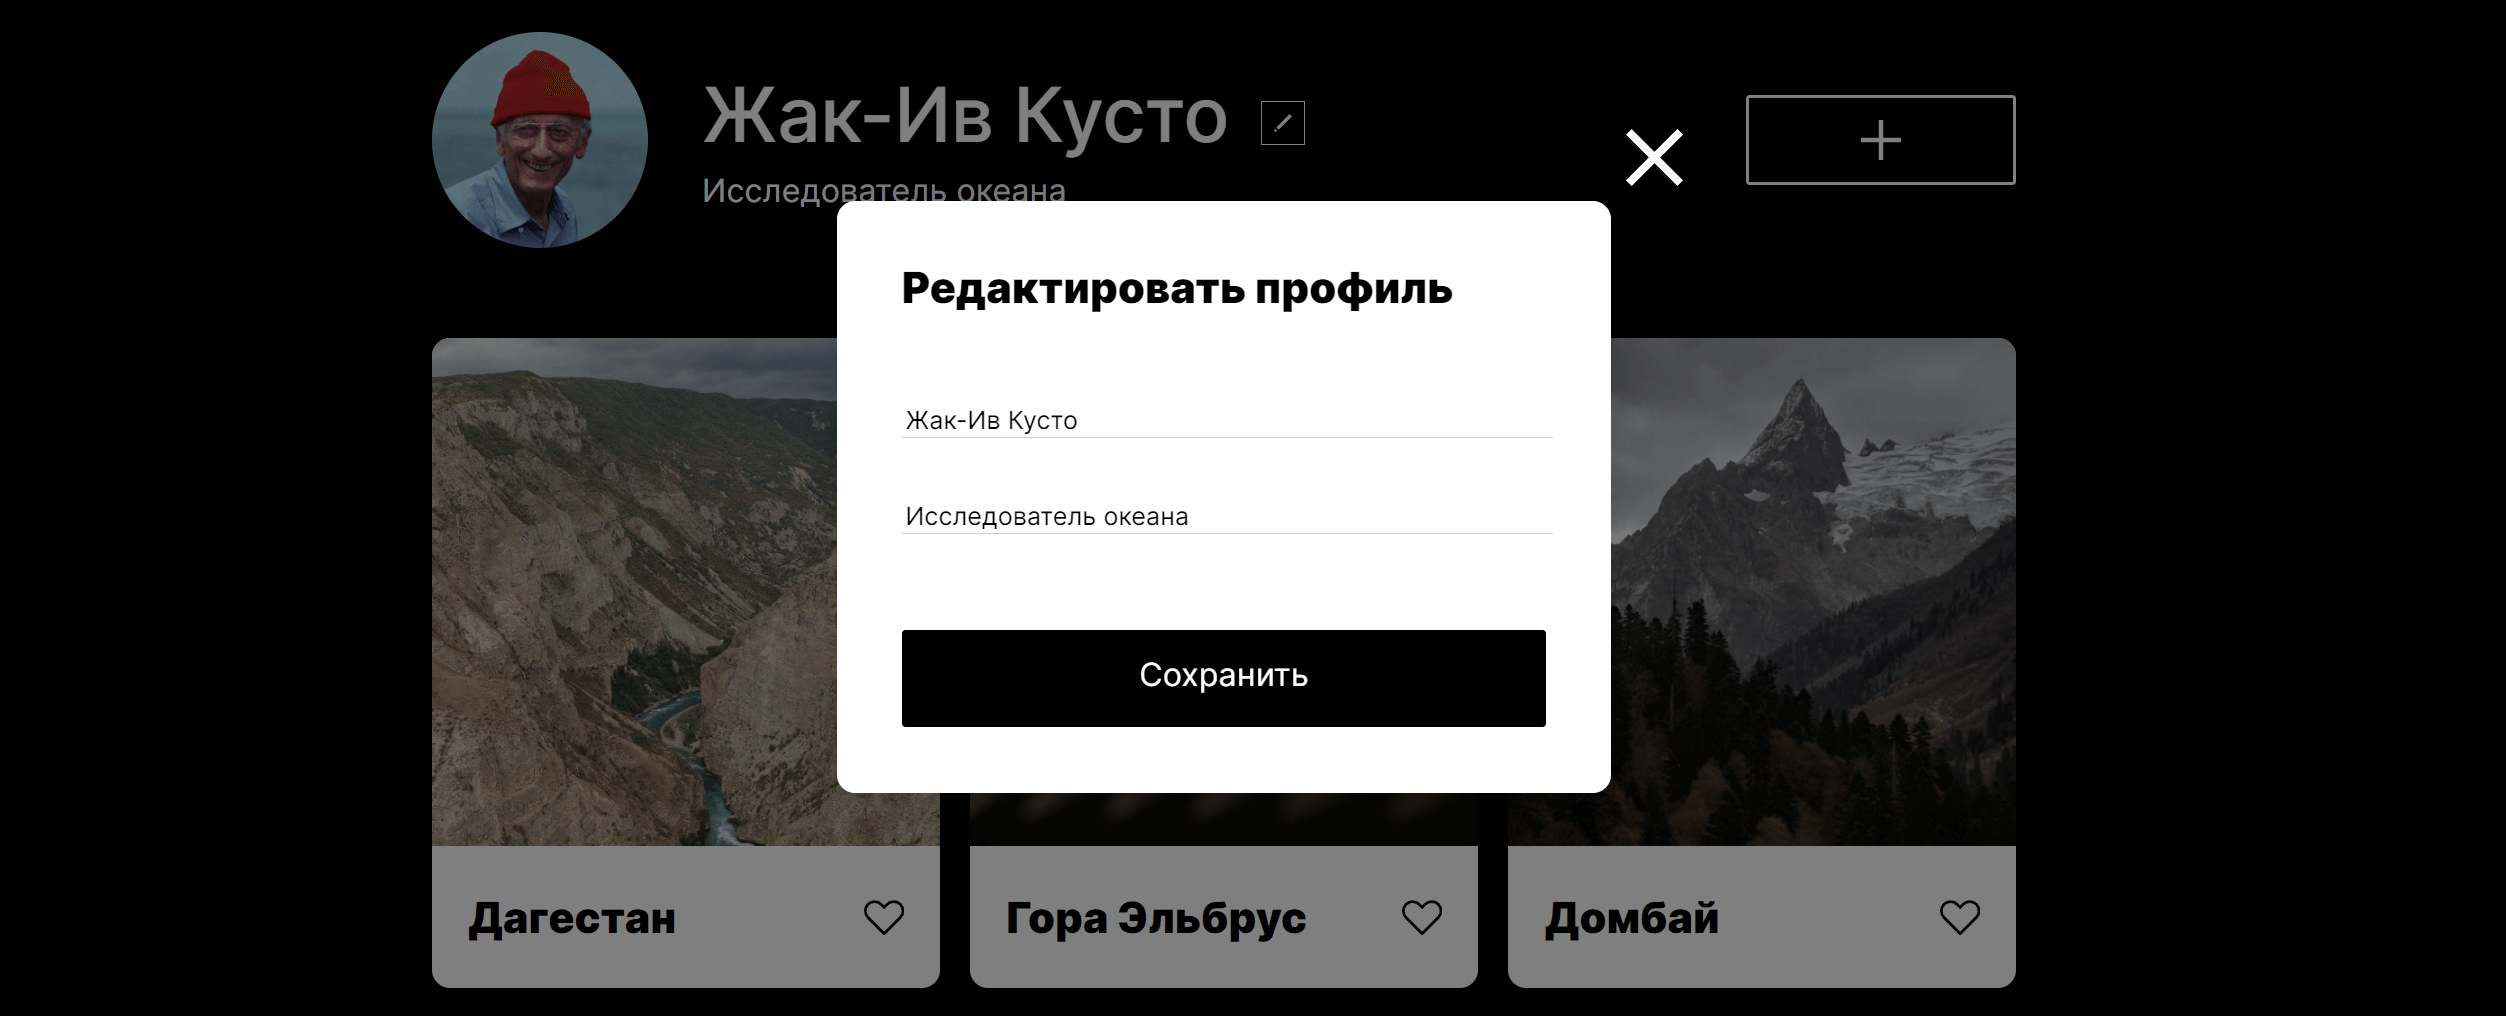 Жак-Ив Кусто
Исследователь океана
Редактировать профиль
Жак-Ив Кусто
Исследователь океана
Сохранить
Дагестан
Гора Эльбрус
Домбай